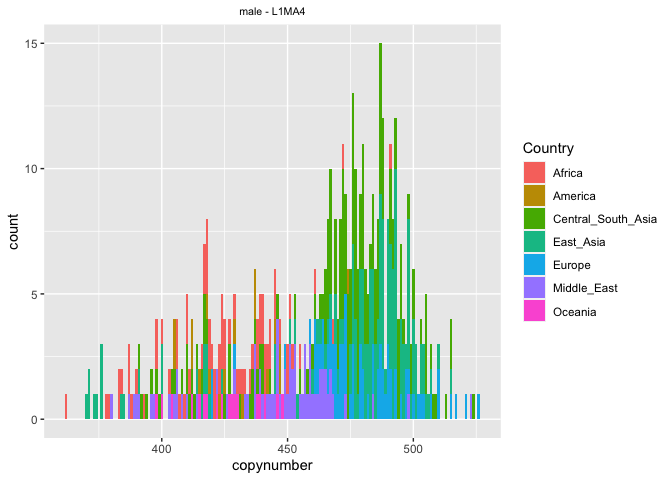 male - L1MA4
15
10
5
0
count
400
450
500
copynumber
Country
Africa
America
Central_South_Asia
East_Asia
Europe
Middle_East
Oceania